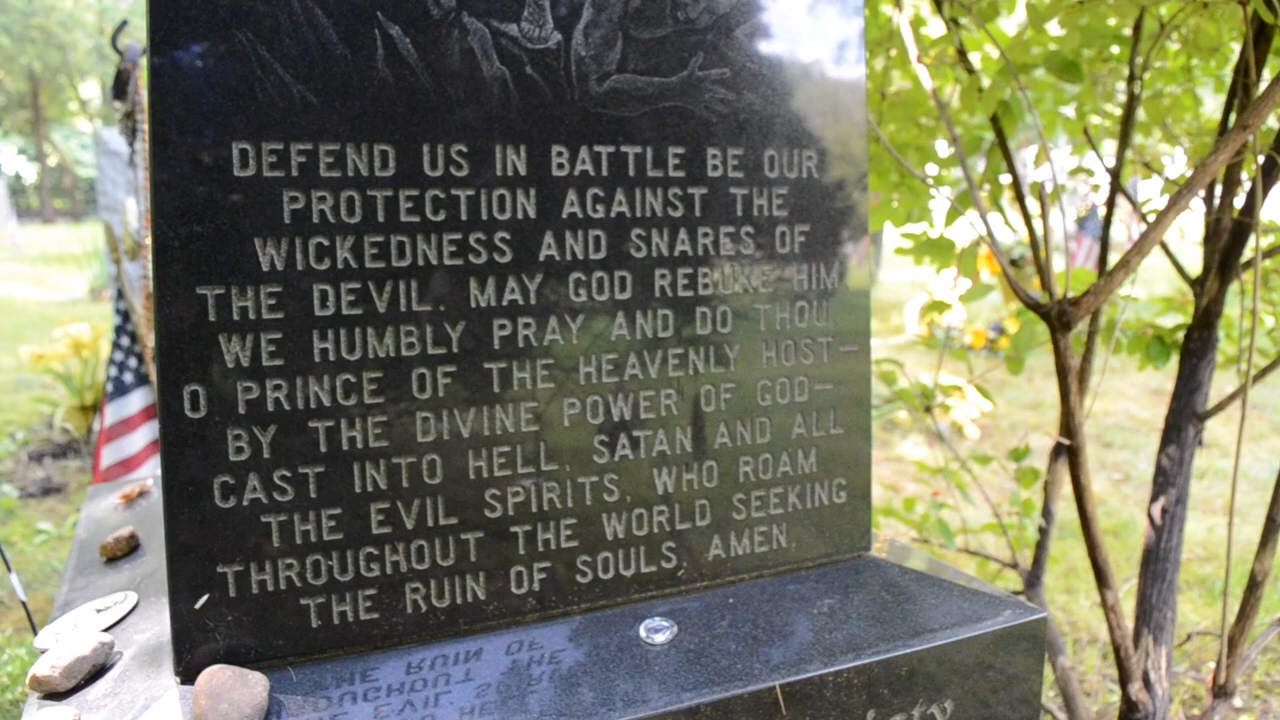 DEFEND US IN BATTLE BE OUR
PROTECTION AGAINST THE
WICKEDNESS AND SNARES OF
THE DEVIL. MAY GOD REBUKE HIM
WE HUMBLY PRAY AND DO THOU
O PRINCE OF THE HEAVENLY HOST—
BY THE DIVINE POWER OF GOD—
CAST INTO HELL, SATAN AND ALL
THE EVIL SPIRITS, WHO ROAM
THROUGHOUT THE WORLD SEEKING
THE RUIN OF SOULS, AMEN.